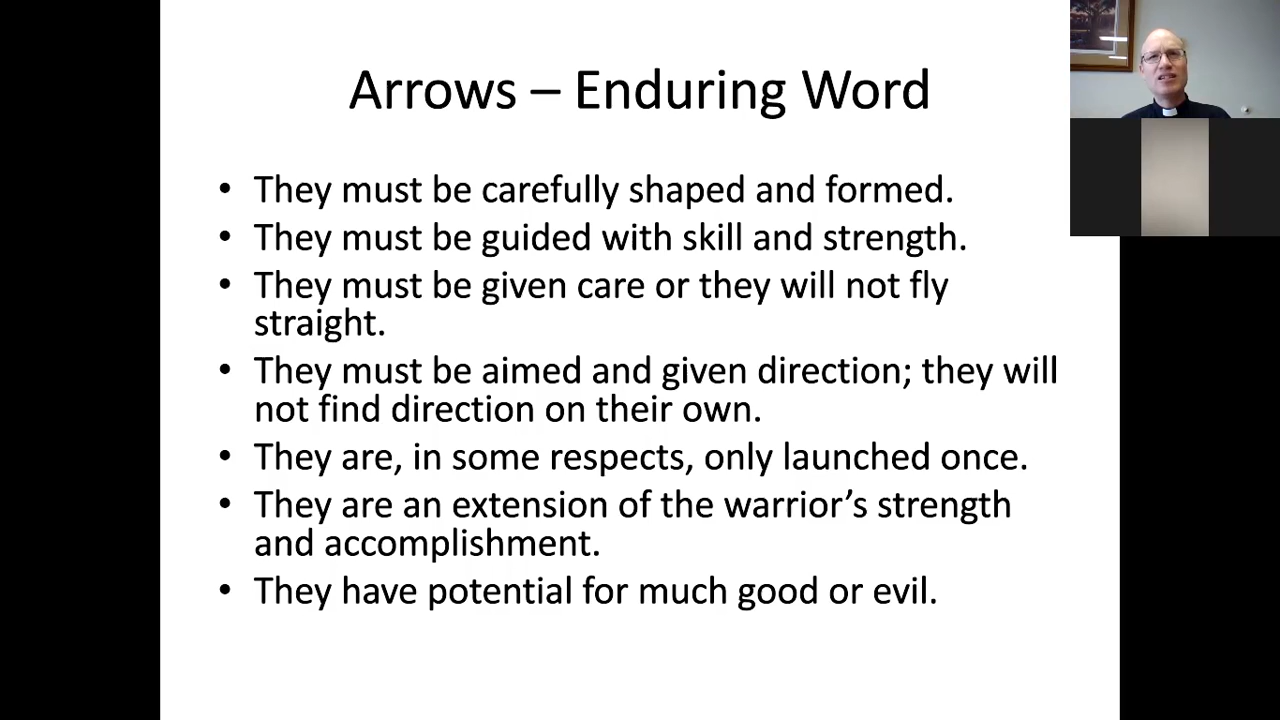 Arrows – Enduring Word
• They must be carefully shaped and formed.
• They must be guided with skill and strength.
• They must be given care or they will not fly
straight.
• They must be aimed and given direction; they will
not find direction on their own.
• They are, in some respects, only launched once.
• They are an extension of the warrior’s strength
and accomplishment.
• They have potential for much good or evil.